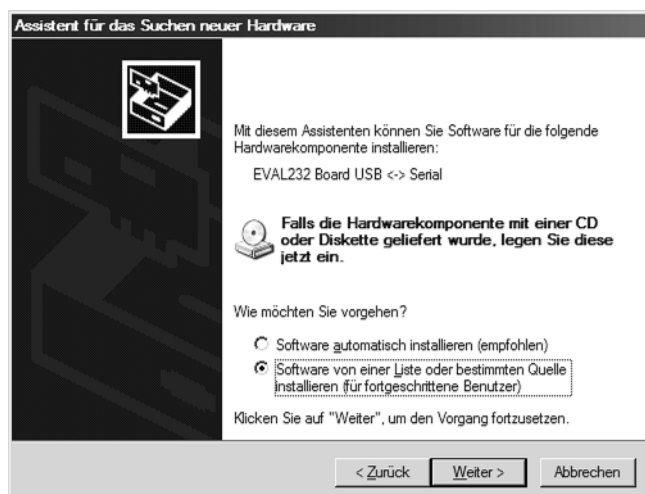 Assistent für das Suchen neuer Hardware
Mit diesem Assistenten können Sie Software für die folgende
Hardwarekomponente installieren:
EVAL232 Board USB <-> Serial
Falls die Hardwarekomponente mit einer CD
oder Diskette geliefert wurde, legen Sie diese
jetzt ein.
Wie möchten Sie vorgehen?
Software automatisch installieren (empfohlen)
Software von einer Liste oder bestimmten Quelle
installieren (für fortgeschrittene Benutzer)
Klicken Sie auf "Weiter", um den Vorgang fortzusetzen.
< Zurück Weiter > Abbrechen